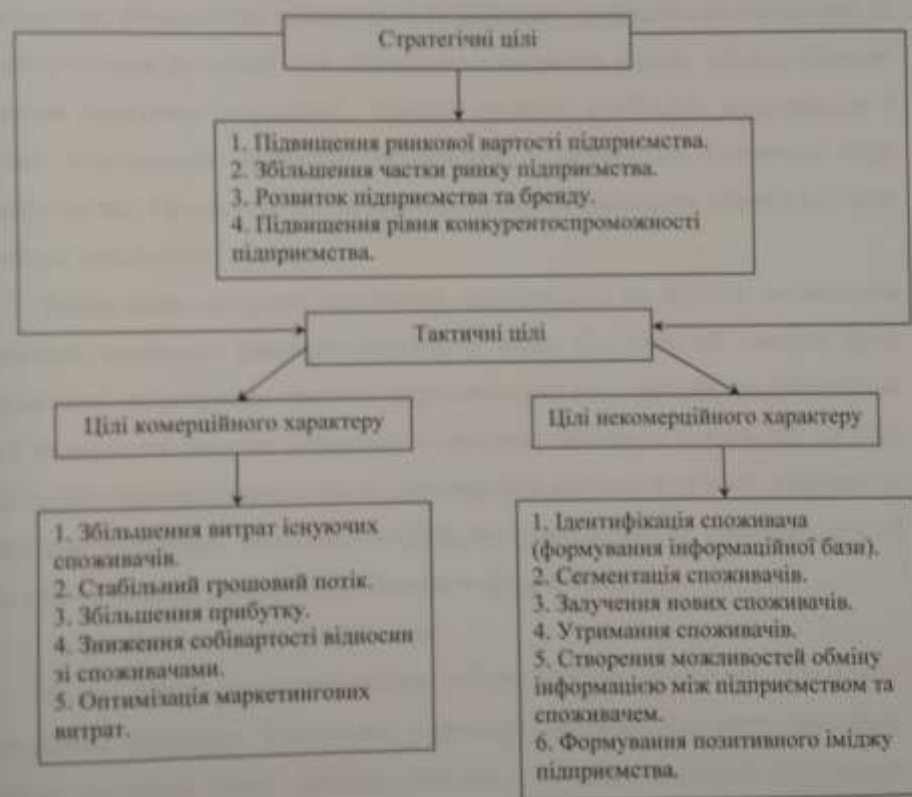 Стратегічні цілі
1. Підвищення ринкової вартості підприємства.
2. Збільшення частки ринку підприємства.
3. Розвиток підприємства та бренду.
4. Підвищення рівня конкурентоспроможності
підприємства.
Тактичні цілі
Цілі комерційного характеру
Цілі некомерційного характеру
1. Збільшення витрат існуючих
споживачів.
2. Стабільний грошовий потік.
3. Збільшення прибутку.
4. Зниження собівартості відносин
зі споживачами.
5. Оптимізація маркетингових
витрат.
1. Ідентифікація споживача
(формування інформаційної бази).
2. Сегментація споживачів.
3. Залучення нових споживачів.
4. Утримання споживачів.
5. Створення можливостей обміну
інформацією між підприємством та
споживачем.
6. Формування позитивного іміджу
підприємства.